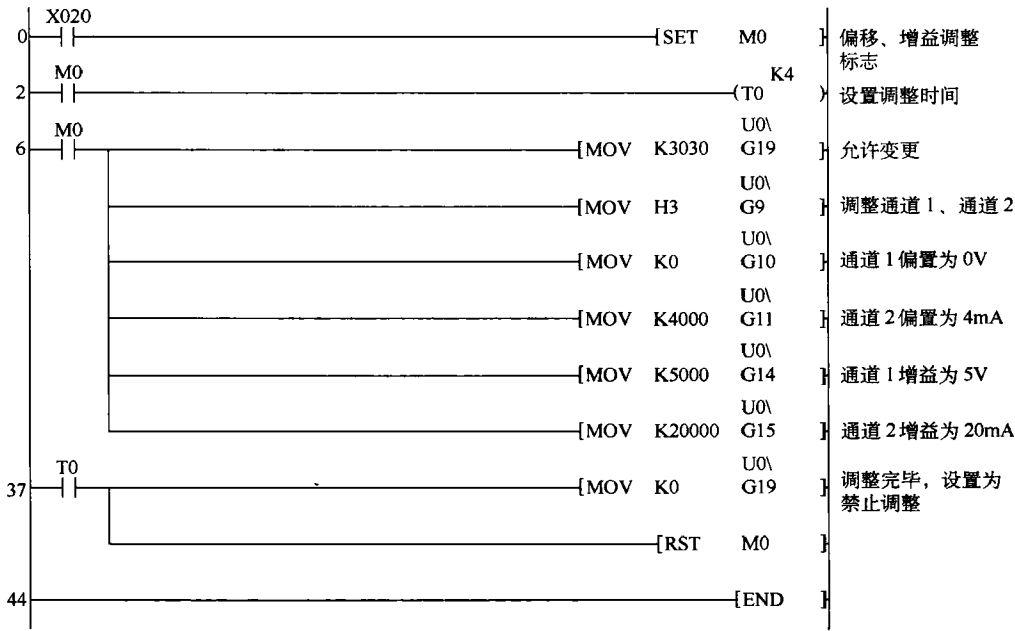 X020
0 [SET M0] 偏移、增益调整
标志
M0 K4
2 (T0) 设置调整时间
M0 U0\
6 [MOV K3030 G19] 允许变更
U0\
[MOV H3 G9] 调整通道1、通道2
U0\
[MOV K0 G10] 通道1偏置为0V
U0\
[MOV K4000 G11] 通道2偏置为4mA
U0\
[MOV K5000 G14] 通道1增益为5V
U0\
[MOV K20000 G15] 通道2增益为20mA
T0 U0\
37 [MOV K0 G19] 调整完毕，设置为
禁止调整
[RST M0]
44 [END]